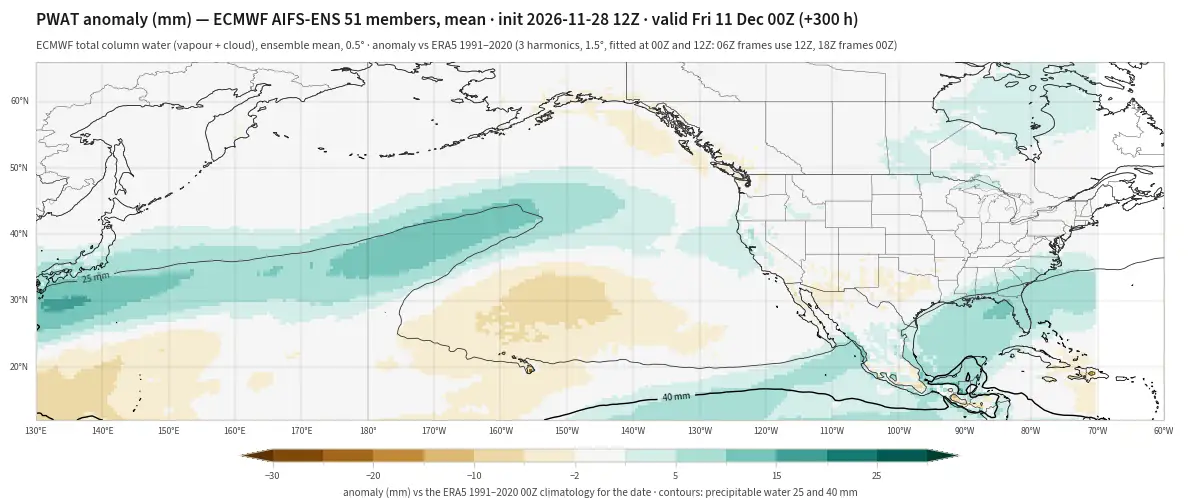 PWAT anomaly (mm) — ECMWF AIFS-ENS 51 members, mean · init 2026-11-28 12Z · valid Fri 11 Dec 00Z (+300 h)
ECMWF total column water (vapour + cloud), ensemble mean, 0.5° · anomaly vs ERA5 1991–2020 (3 harmonics, 1.5°, fitted at 00Z and 12Z: 06Z frames use 12Z, 18Z frames 00Z)
60°N
50°N
40°N
30°N
20°N
25 mm
40 mm
130°E 140°E 150°E 160°E 170°E 180° 170°W 160°W 150°W 140°W 130°W 120°W 110°W 100°W 90°W 80°W 70°W 60°W
−30 −20 −10 −2 5 15 25
anomaly (mm) vs the ERA5 1991–2020 00Z climatology for the date · contours: precipitable water 25 and 40 mm